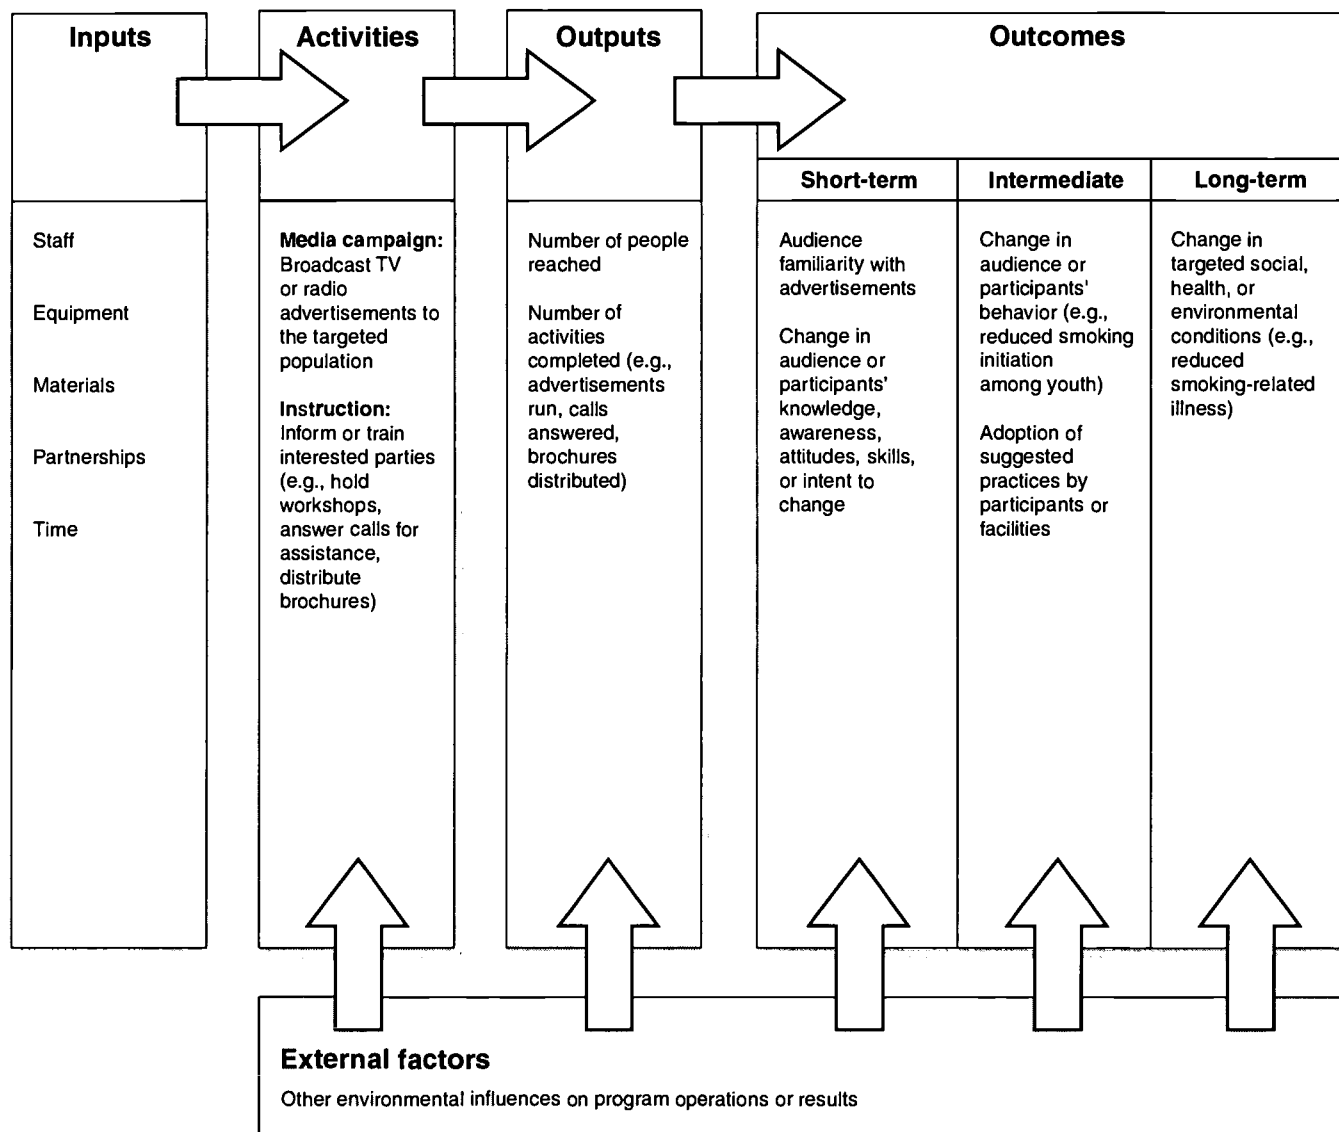 Inputs
Activities
Outputs
Outcomes
Short-term
Intermediate
Long-term
Staff
Equipment
Materials
Partnerships
Time
Media campaign:
Broadcast TV
or radio
advertisements to
the targeted
population
Instruction:
Inform or train
interested parties
(e.g., hold
workshops,
answer calls for
assistance,
distribute
brochures)
Number of people
reached
Number of
activities
completed (e.g.,
advertisements
run, calls
answered,
brochures
distributed)
Audience
familiarity with
advertisements
Change in
audience or
participants'
knowledge,
awareness,
attitudes, skills,
or intent to
change
Change in
audience or
participants'
behavior (e.g.,
reduced smoking
initiation
among youth)
Adoption of
suggested
practices by
participants or
facilities
Change in
targeted social,
health, or
environmental
conditions (e.g.,
reduced
smoking-related
illness)
External factors
Other environmental influences on program operations or results